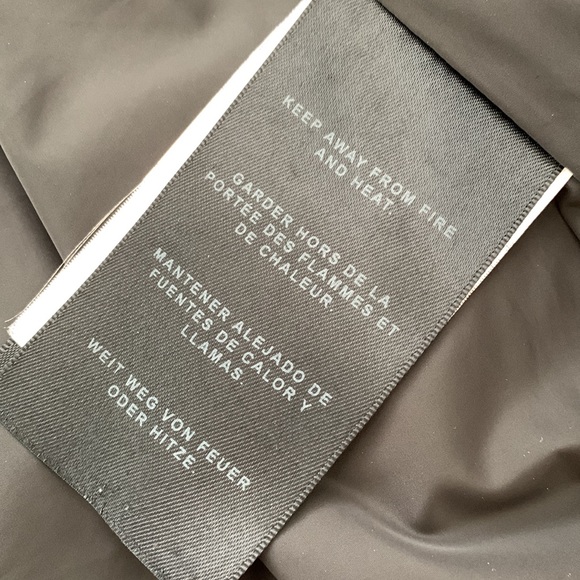 KEEP AWAY FROM FIRE
AND HEAT.
GARDER HORS DE LA
PORTÉE DES FLAMMES ET
DE CHALEUR
MANTENER ALEJADO DE
FUENTES DE CALOR Y
LLAMAS.
WEIT WEG VON FEUER
ODER HITZE.